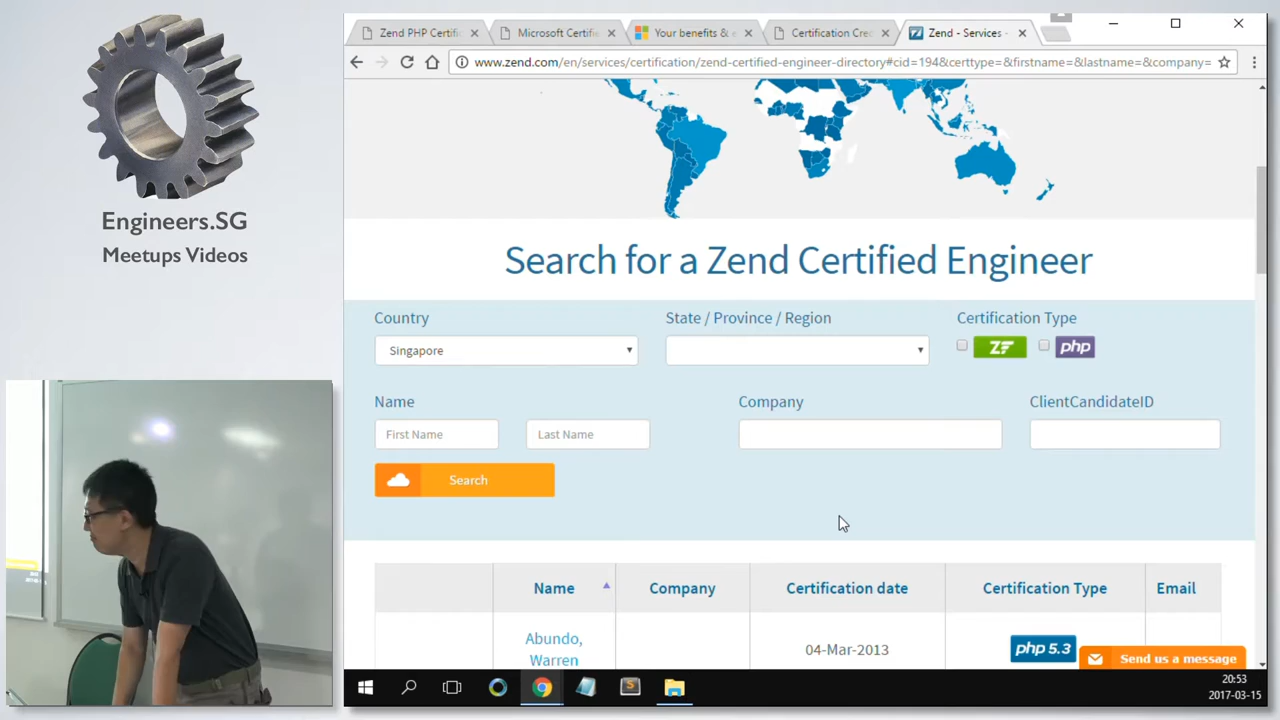 Engineers.SG
Meetups Videos
Zend PHP Certifi
Microsoft Certifie
Your benefits & e
Certification Cred
Zend - Services -
www.zend.com/en/services/certification/zend-certified-engineer-directory#cid=194&certtype=&firstname=&lastname=&company=
Search for a Zend Certified Engineer
Country
State / Province / Region
Certification Type
Singapore
ZF
php
Name
Company
ClientCandidateID
First Name
Last Name
Search
Name
Company
Certification date
Certification Type
Email
Abundo,
Warren
04-Mar-2013
php 5.3
Send us a message
20:53
2017-03-15